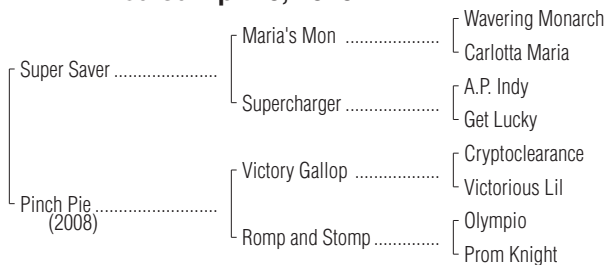 Wavering Monarch
Maria's Mon ..................
Carlotta Maria
Super Saver ....................
A.P. Indy
Supercharger ..................
Get Lucky
Cryptoclearance
Victory Gallop ................
Victorious Lil
Pinch Pie ........................
(2008)
Olympio
Romp and Stomp .............
Prom Knight